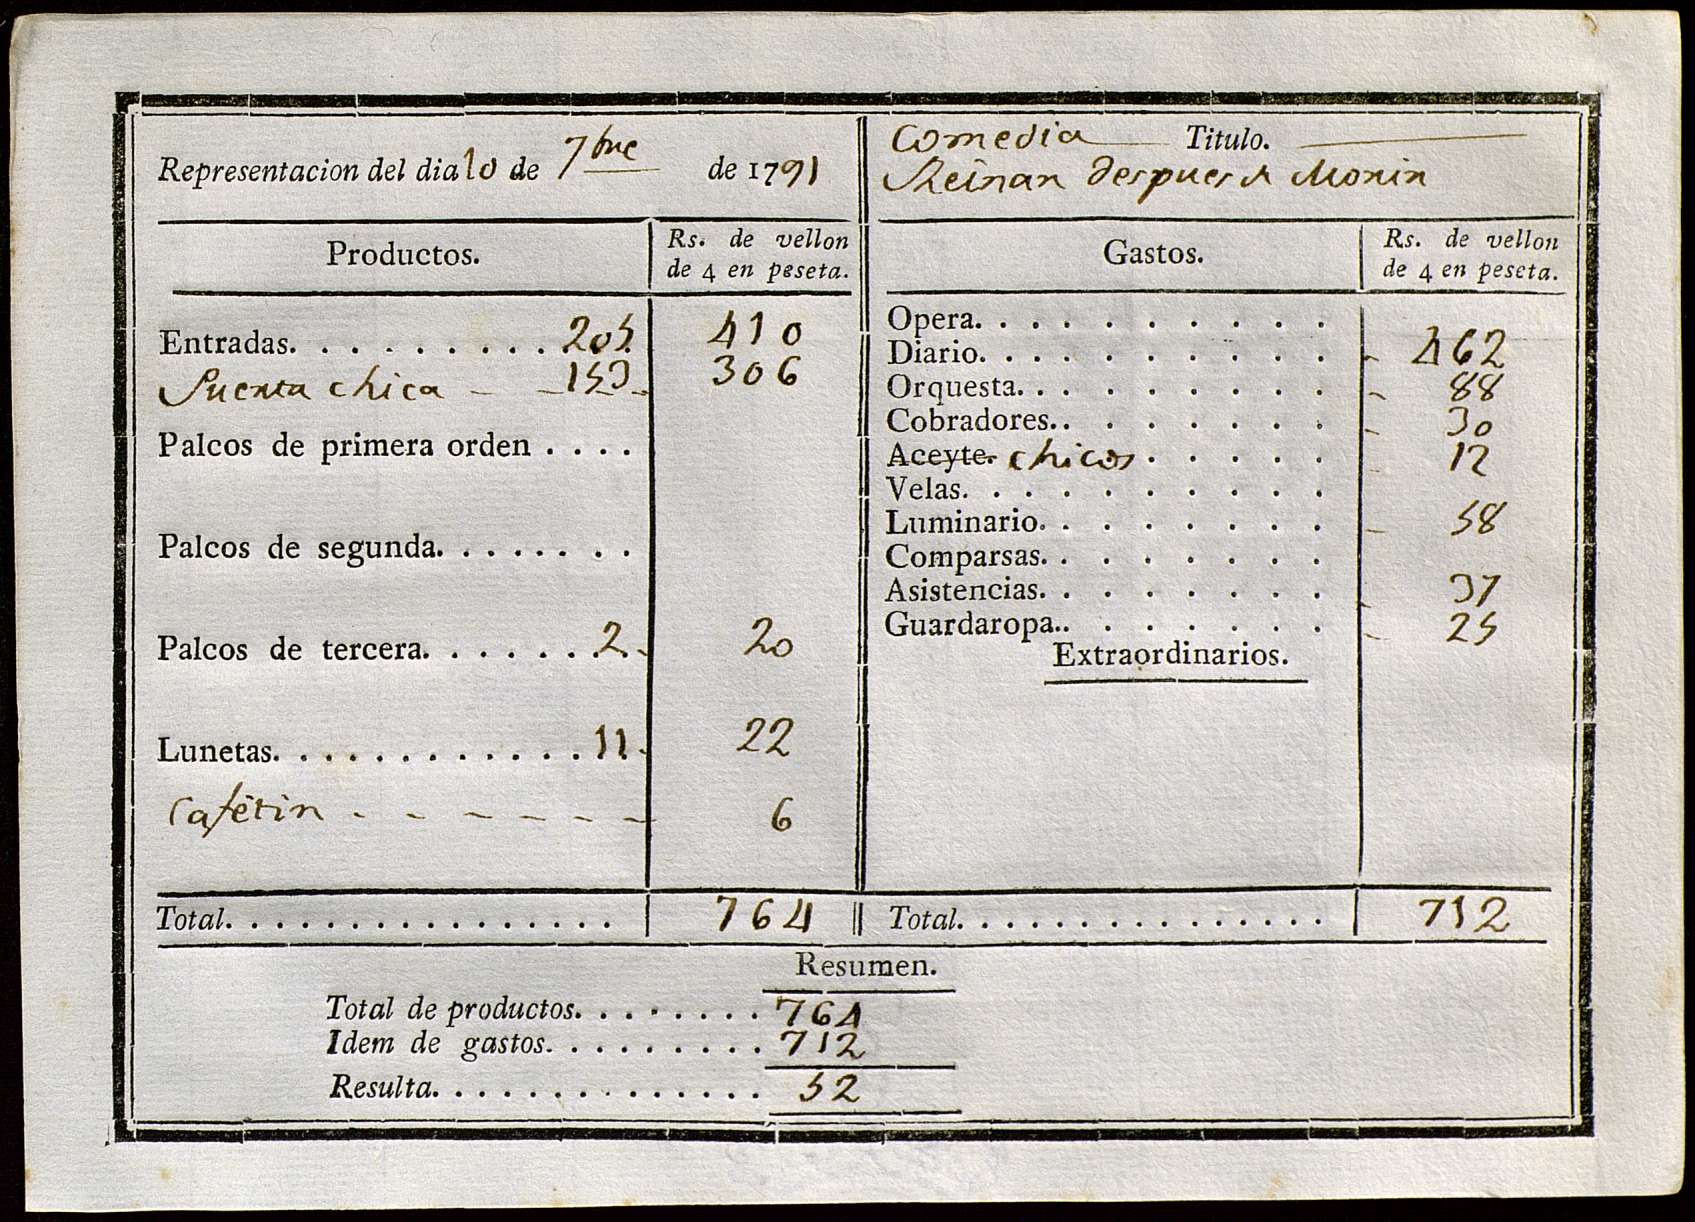 Representacion del dia 10 de 7bre de 1791
Comedia Titulo.
Reinan despues de Morir
Productos.
Rs. de vellon
de 4 en peseta.
Entradas. . . . . . . . . 205. 410
Puerta chica - - 153 - 306
Palcos de primera orden . . . .
Palcos de segunda. . . . . . . .
Palcos de tercera. . . . . . . 2. - 20
Lunetas. . . . . . . . . . . . . 11. 22
Cafetin - - - - - - - 6
Total. . . . . . . . . . . . . . . . 764
Gastos.
Rs. de vellon
de 4 en peseta.
Opera. . . . . . . . . .
Diario. . . . . . . . . . - 462
Orquesta. . . . . . . . . - 88
Cobradores.. . . . . . . . - 30
Aceyte. chicos . . . . . - 12
Velas. . . . . . . . . .
Luminario. . . . . . . . - 58
Comparsas. . . . . . . .
Asistencias. . . . . . . . - 37
Guardaropa.. . . . . . . - 25
Extraordinarios.
Total. . . . . . . . . . . . . . . . 712
Resumen.
Total de productos. . . . . . . . 764
Idem de gastos. . . . . . . . . 712
Resulta. . . . . . . . . . . . . . 52